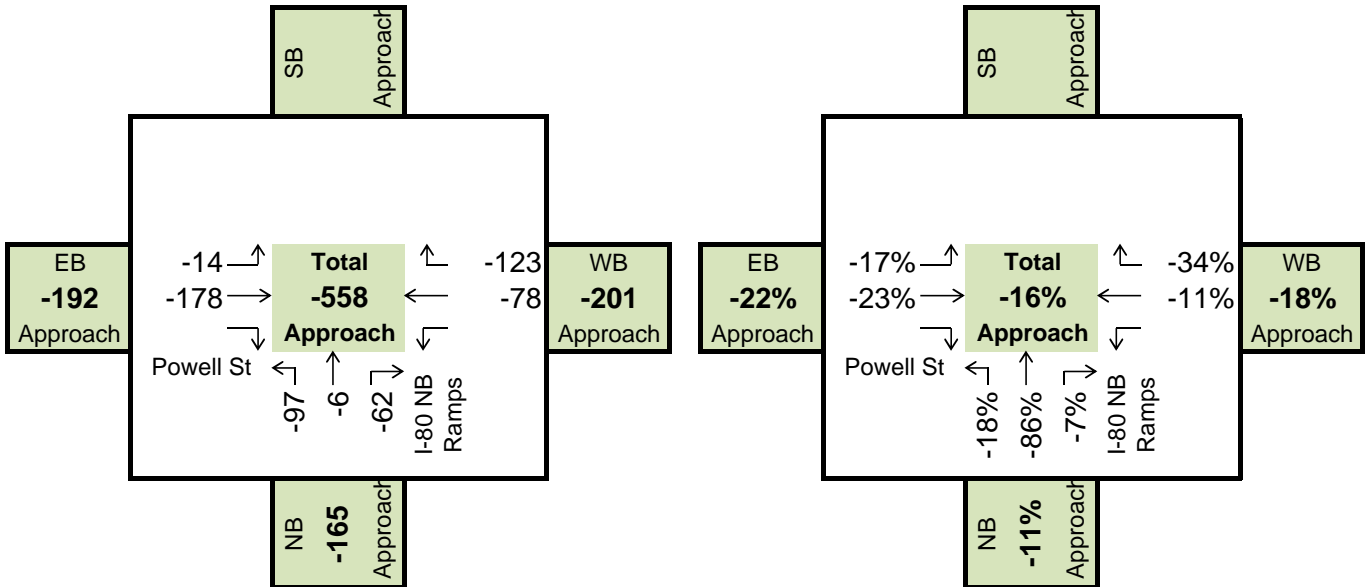 SB
Approach
EB
-192
Approach
-14
-178
Powell St
Total
-558
Approach
-123
-78
WB
-201
Approach
-97
-6
-62
I-80 NB
Ramps
NB
-165
Approach
SB
Approach
EB
-22%
Approach
-17%
-23%
Powell St
Total
-16%
Approach
-34%
-11%
WB
-18%
Approach
-18%
-86%
-7%
I-80 NB
Ramps
NB
-11%
Approach